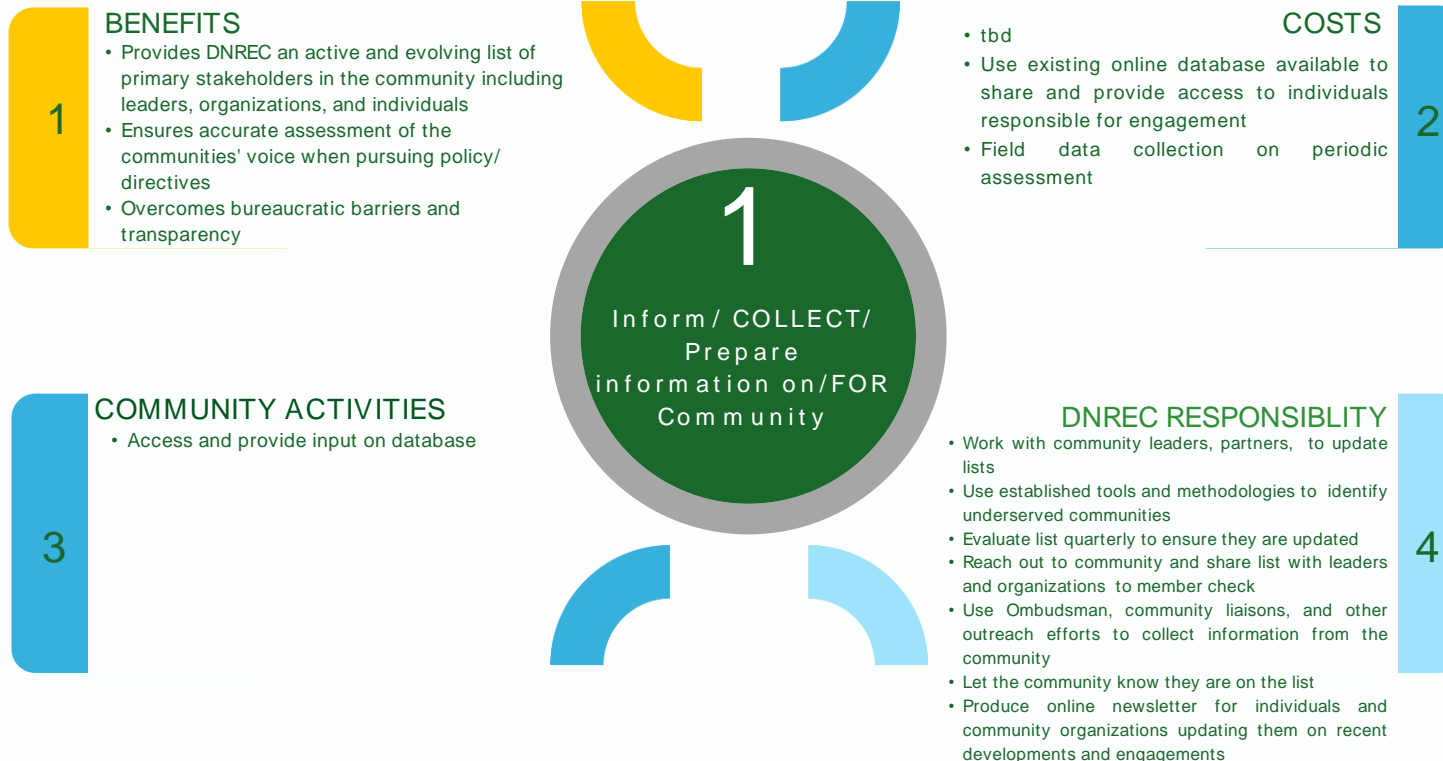 BENEFITS
• Provides DNREC an active and evolving list of
primary stakeholders in the community including
leaders, organizations, and individuals
• Ensures accurate assessment of the
communities' voice when pursuing policy/
directives
• Overcomes bureaucratic barriers and
transparency
1
COSTS
• tbd
• Use existing online database available to
share and provide access to individuals
responsible for engagement
• Field data collection on periodic
assessment
2
1
Inform/ COLLECT/
Prepare
information on/FOR
Community
COMMUNITY ACTIVITIES
• Access and provide input on database
3
DNREC RESPONSIBLITY
• Work with community leaders, partners, to update
lists
• Use established tools and methodologies to identify
underserved communities
• Evaluate list quarterly to ensure they are updated
• Reach out to community and share list with leaders
and organizations to member check
• Use Ombudsman, community liaisons, and other
outreach efforts to collect information from the
community
• Let the community know they are on the list
• Produce online newsletter for individuals and
community organizations updating them on recent
developments and engagements
4